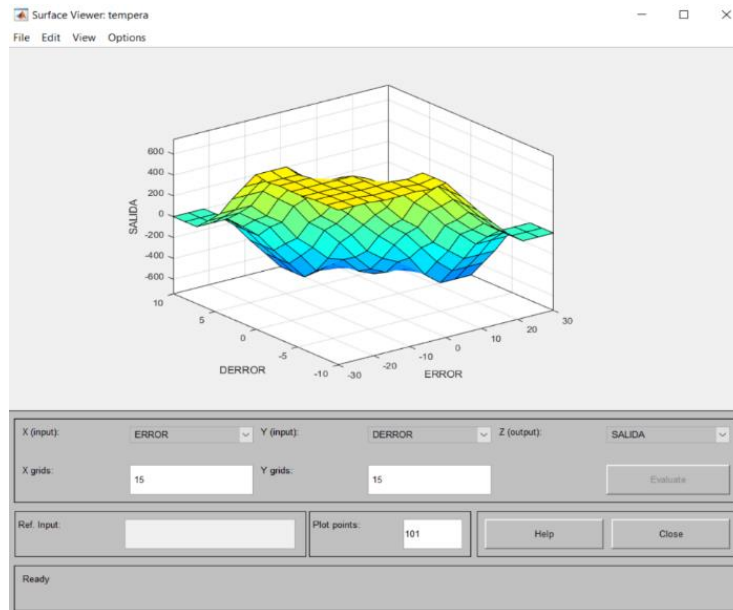 Surface Viewer: tempera
File Edit View Options
600
400
200
0
-200
-400
-600
SALIDA
10
5
0
-5
-10
DERROR
-30
-20
-10
0
10
20
30
ERROR
X (input): ERROR Y (input): DERROR Z (output): SALIDA
X grids: 15 Y grids: 15 Evaluate
Ref. Input: Plot points: 101 Help Close
Ready